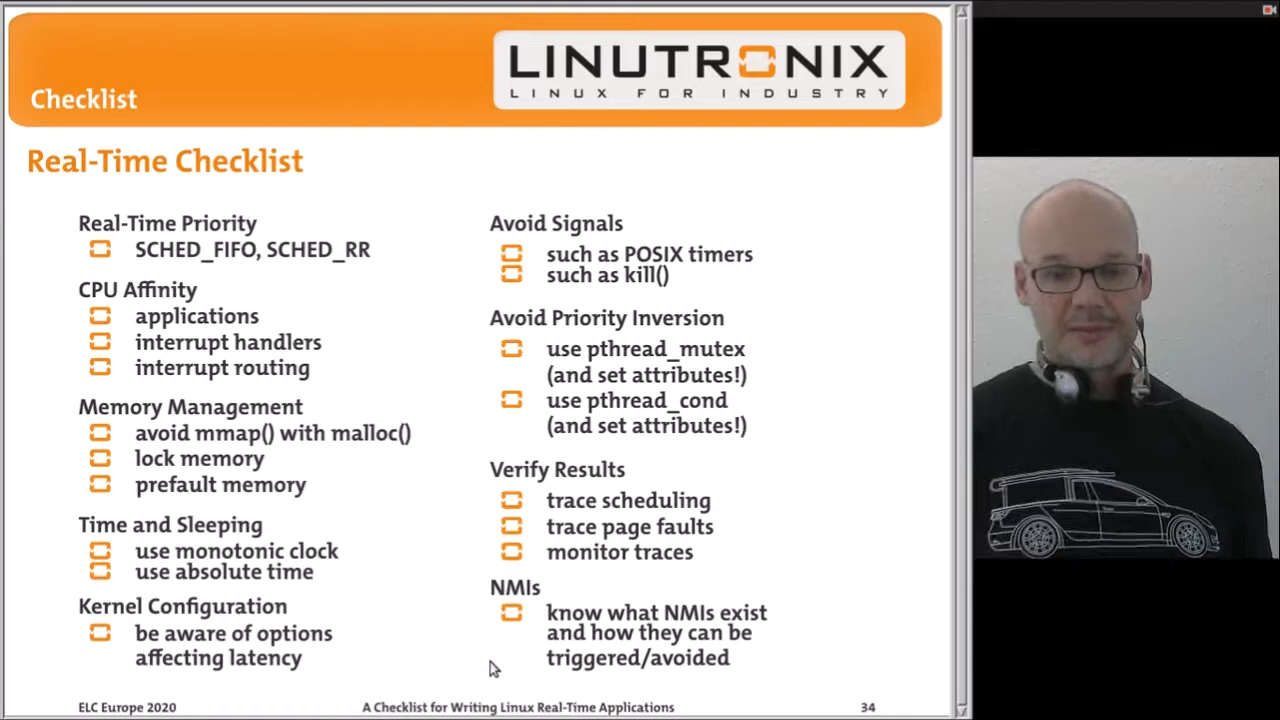 Checklist
LINUTRONIX
LINUX FOR INDUSTRY
Real-Time Checklist
Real-Time Priority
SCHED_FIFO, SCHED_RR
CPU Affinity
applications
interrupt handlers
interrupt routing
Memory Management
avoid mmap() with malloc()
lock memory
prefault memory
Time and Sleeping
use monotonic clock
use absolute time
Kernel Configuration
be aware of options
affecting latency
Avoid Signals
such as POSIX timers
such as kill()
Avoid Priority Inversion
use pthread_mutex
(and set attributes!)
use pthread_cond
(and set attributes!)
Verify Results
trace scheduling
trace page faults
monitor traces
NMIs
know what NMIs exist
and how they can be
triggered/avoided
ELC Europe 2020
A Checklist for Writing Linux Real-Time Applications
34